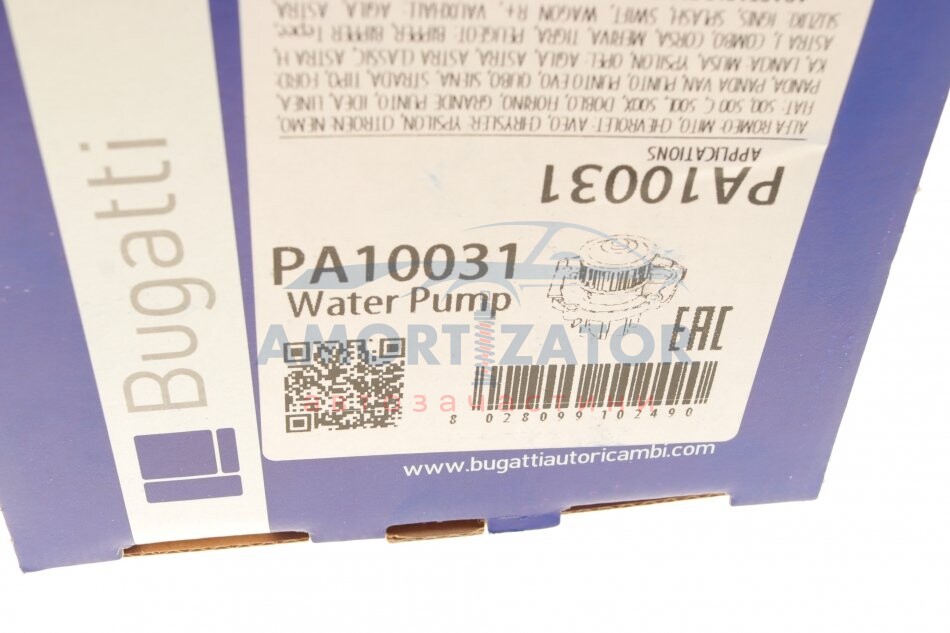 Bugatti
PA10031
APPLICATIONS
ALFA ROMEO: MITO, CHEVROLET: AVEO, CHRYSLER: YPSILON, CITROEN: NEMO,
FIAT: 500, 500 C, 500L, 500X, DOBLO, FIORINO, GRANDE PUNTO, IDEA, LINEA,
PANDA, PANDA VAN, PUNTO, PUNTO EVO, QUBO, SIENA, STRADA, TIPO, FORD:
KA, LANCIA: MUSA, YPSILON, OPEL: AGILA, ASTRA, ASTRA CLASSIC, ASTRA H,
ASTRA J, COMBO, CORSA, MERIVA, TIGRA, PEUGEOT: BIPPER, BIPPER Tepee,
SUZUKI: IGNIS, SPLASH, SWIFT, WAGON R+, VAUXHALL: AGILA, ASTRA,
PA10031
Water Pump
AMORTIZATOR
автозачастини
EAC
8 028099 102490
www.bugattiautoricambi.com